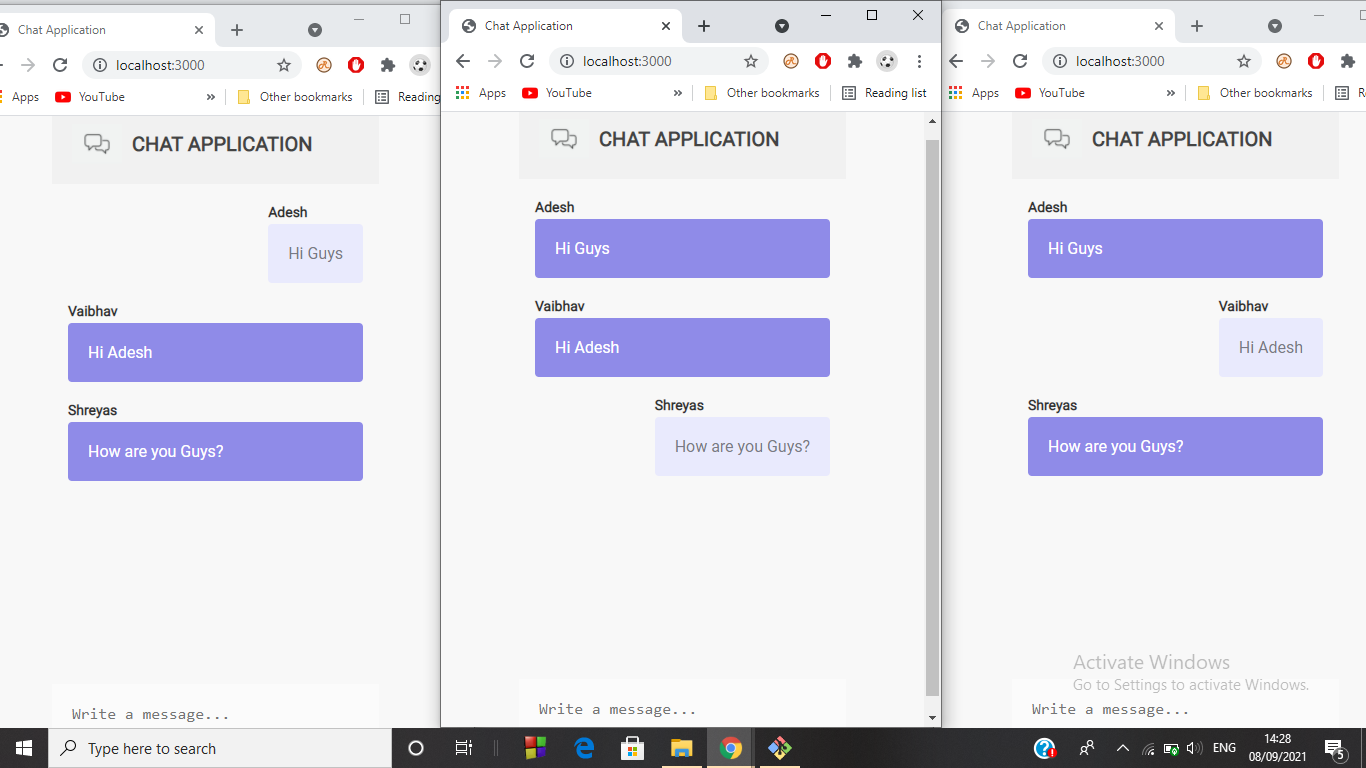 Chat Application
localhost:3000
Apps
YouTube
»
Other bookmarks
Reading
CHAT APPLICATION
Adesh
Hi Guys
Vaibhav
Hi Adesh
Shreyas
How are you Guys?
Write a message...
Chat Application
localhost:3000
Apps
YouTube
»
Other bookmarks
Reading list
CHAT APPLICATION
Adesh
Hi Guys
Vaibhav
Hi Adesh
Shreyas
How are you Guys?
Write a message...
Chat Application
localhost:3000
Apps
YouTube
»
Other bookmarks
CHAT APPLICATION
Adesh
Hi Guys
Vaibhav
Hi Adesh
Shreyas
How are you Guys?
Activate Windows
Go to Settings to activate Windows.
Write a message...
Type here to search
ENG
14:28
08/09/2021
5